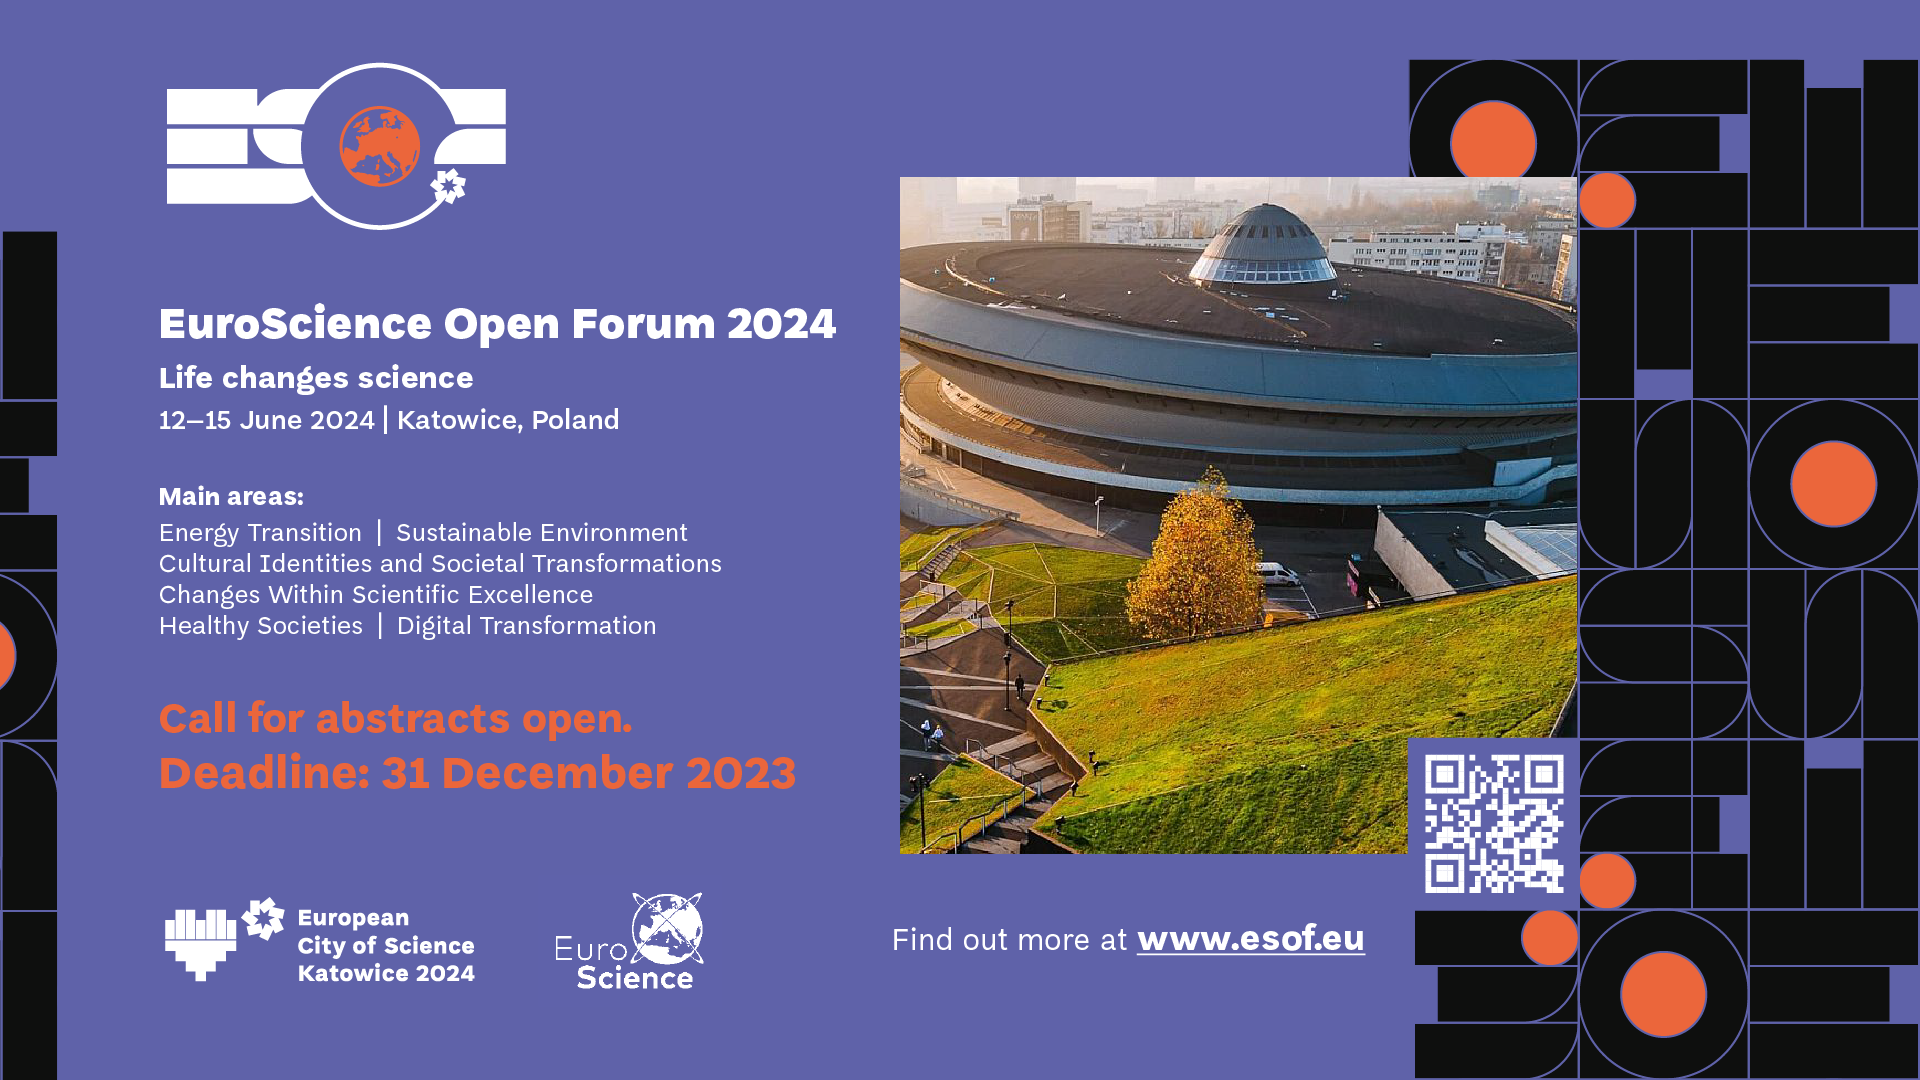 ESOF
EuroScience Open Forum 2024
Life changes science
12–15 June 2024 | Katowice, Poland
Main areas:
Energy Transition | Sustainable Environment
Cultural Identities and Societal Transformations
Changes Within Scientific Excellence
Healthy Societies | Digital Transformation
Call for abstracts open.
Deadline: 31 December 2023
European
City of Science
Katowice 2024
Euro
Science
Find out more at www.esof.eu